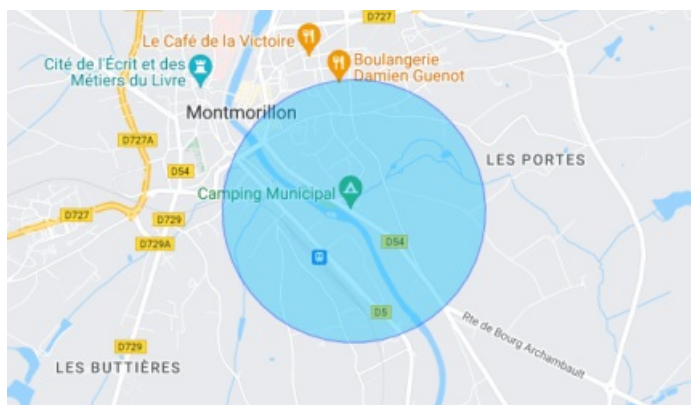 D727
Le Café de la Victoire
Boulangerie
Damien Guenot
Cité de l'Écrit et des
Métiers du Livre
Montmorillon
D727A
LES PORTES
D54
Camping Municipal
D727
D729
D729A
D54
D5
Rte de Bourg Archambault
D729
LES BUTTIÈRES